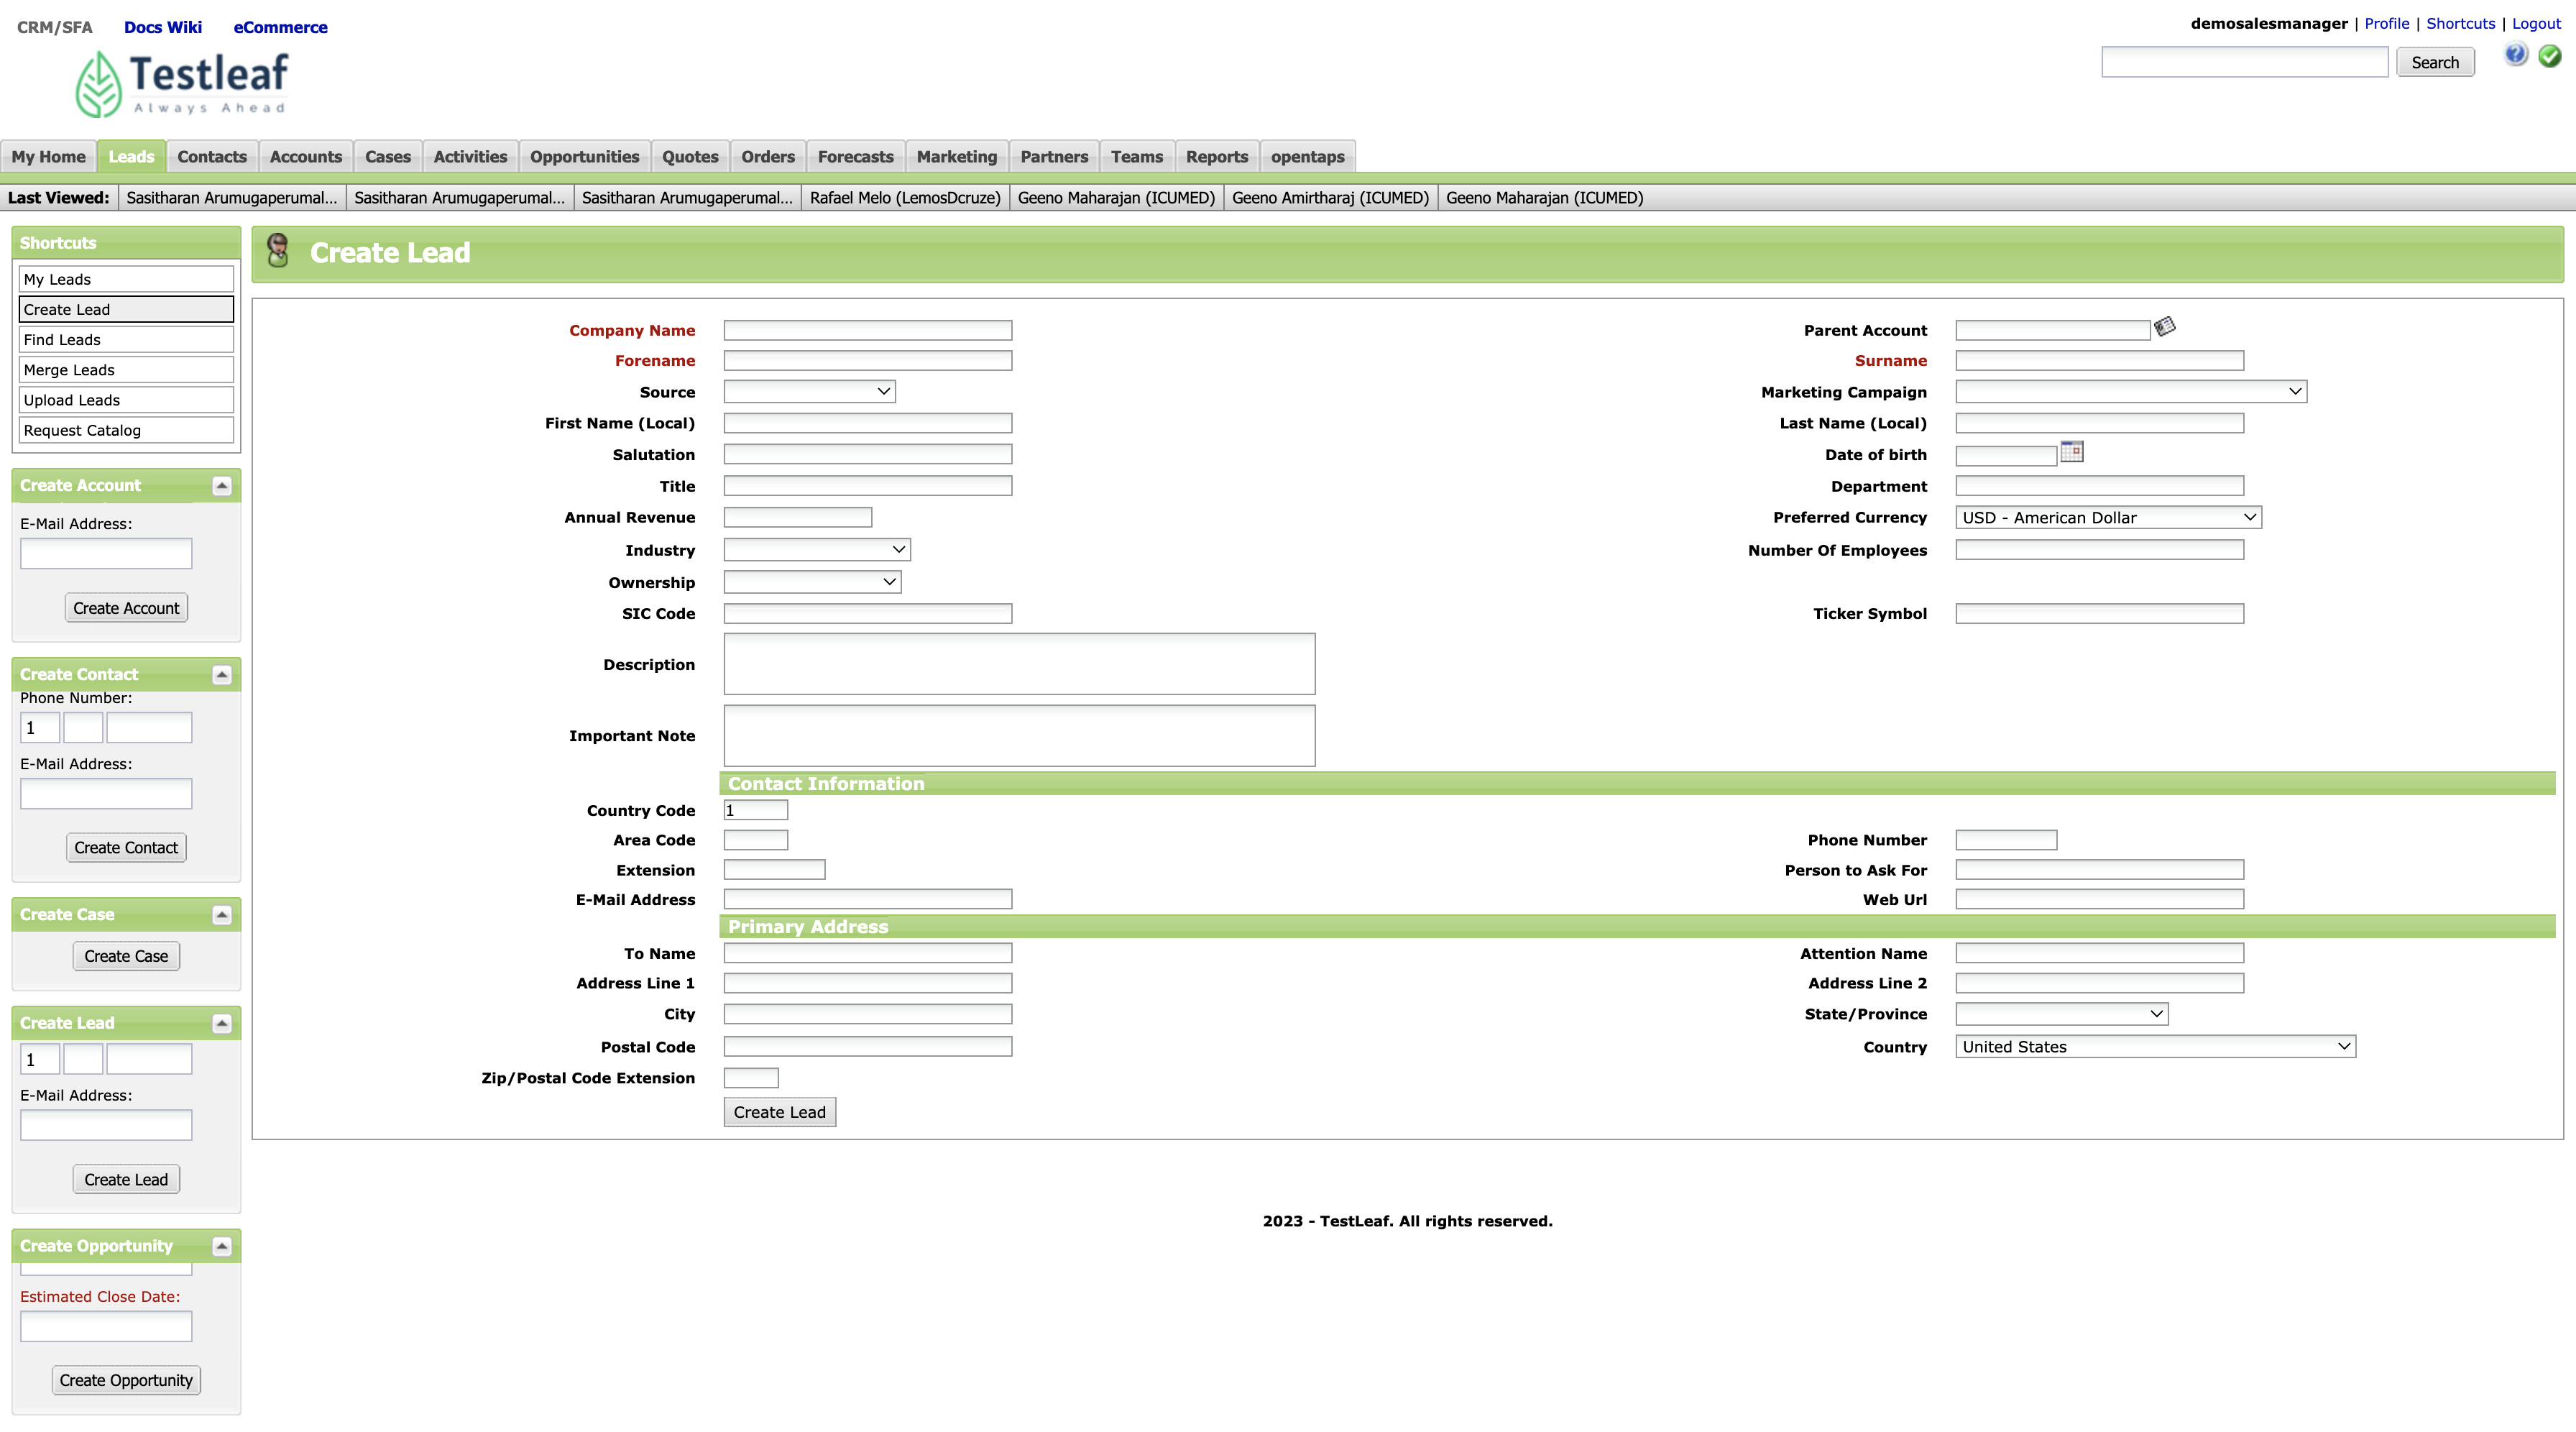 CRM/SFA Docs Wiki eCommerce
demosalesmanager | Profile | Shortcuts | Logout
Testleaf
Always Ahead
Search
My Home Leads Contacts Accounts Cases Activities Opportunities Quotes Orders Forecasts Marketing Partners Teams Reports opentaps
Last Viewed: Sasitharan Arumugaperumal... Sasitharan Arumugaperumal... Sasitharan Arumugaperumal... Rafael Melo (LemosDcruze) Geeno Maharajan (ICUMED) Geeno Amirtharaj (ICUMED) Geeno Maharajan (ICUMED)
Shortcuts
My Leads
Create Lead
Find Leads
Merge Leads
Upload Leads
Request Catalog
Create Account
E-Mail Address:
Create Account
Create Contact
Phone Number:
1
E-Mail Address:
Create Contact
Create Case
Create Case
Create Lead
1
E-Mail Address:
Create Lead
Create Opportunity
Estimated Close Date:
Create Opportunity
Create Lead
Company Name Parent Account
Forename Surname
Source Marketing Campaign
First Name (Local) Last Name (Local)
Salutation Date of birth
Title Department
Annual Revenue Preferred Currency USD - American Dollar
Industry Number Of Employees
Ownership
SIC Code Ticker Symbol
Description
Important Note
Contact Information
Country Code 1
Area Code Phone Number
Extension Person to Ask For
E-Mail Address Web Url
Primary Address
To Name Attention Name
Address Line 1 Address Line 2
City State/Province
Postal Code Country United States
Zip/Postal Code Extension
Create Lead
2023 - TestLeaf. All rights reserved.